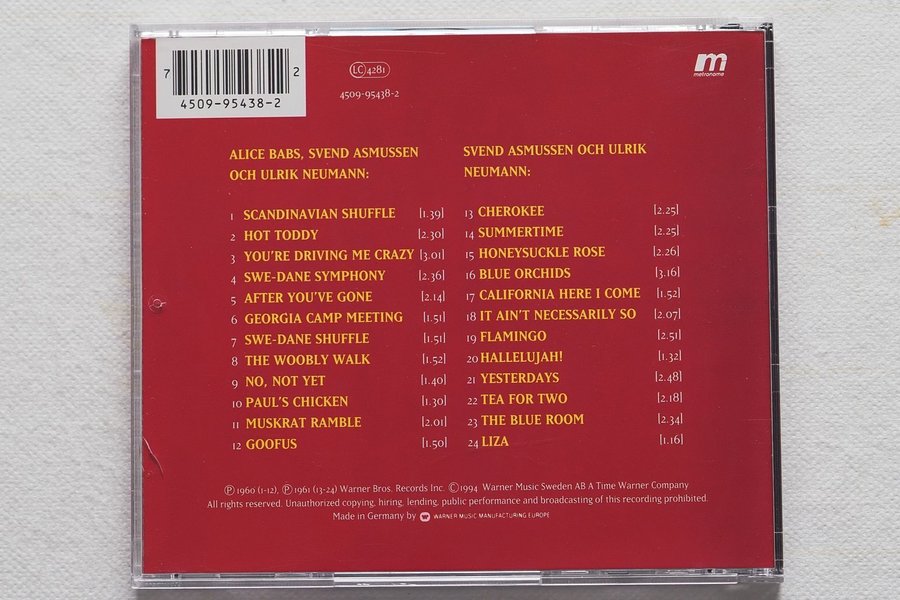 7 2
4509-95438-2
LC 4281
4509-95438-2
m
metronome
ALICE BABS, SVEND ASMUSSEN
OCH ULRIK NEUMANN:
1 SCANDINAVIAN SHUFFLE [1.39]
2 HOT TODDY [2.30]
3 YOU'RE DRIVING ME CRAZY [3.01]
4 SWE-DANE SYMPHONY [2.36]
5 AFTER YOU'VE GONE [2.14]
6 GEORGIA CAMP MEETING [1.51]
7 SWE-DANE SHUFFLE [1.51]
8 THE WOOBLY WALK [1.52]
9 NO, NOT YET [1.40]
10 PAUL'S CHICKEN [1.30]
11 MUSKRAT RAMBLE [2.01]
12 GOOFUS [1.50]
SVEND ASMUSSEN OCH ULRIK
NEUMANN:
13 CHEROKEE [2.25]
14 SUMMERTIME [2.25]
15 HONEYSUCKLE ROSE [2.26]
16 BLUE ORCHIDS [3.16]
17 CALIFORNIA HERE I COME [1.52]
18 IT AIN'T NECESSARILY SO [2.07]
19 FLAMINGO [2.51]
20 HALLELUJAH! [1.32]
21 YESTERDAYS [2.48]
22 TEA FOR TWO [2.18]
23 THE BLUE ROOM [2.34]
24 LIZA [1.16]
℗ 1960 (1-12), ℗ 1961 (13-24) Warner Bros. Records Inc. ©1994 Warner Music Sweden AB A Time Warner Company
All rights reserved. Unauthorized copying, hiring, lending, public performance and broadcasting of this recording prohibited.
Made in Germany by WARNER MUSIC MANUFACTURING EUROPE